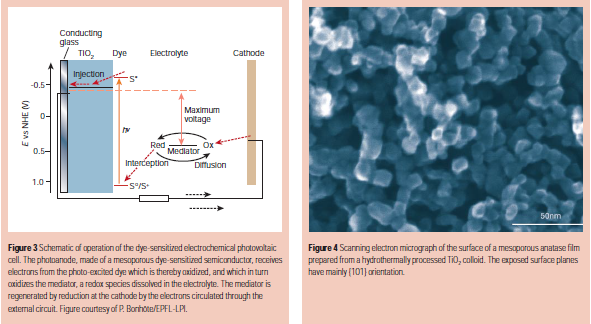 Conducting
glass
TiO2 Dye Electrolyte Cathode
Injection
S*
-0.5
0
0.5
1.0
E vs NHE (V)
hν
Maximum
voltage
Red Ox
Mediator
Interception Diffusion
S°/S+
50nm
Figure 3 Schematic of operation of the dye-sensitized electrochemical photovoltaic
cell. The photoanode, made of a mesoporous dye-sensitized semiconductor, receives
electrons from the photo-excited dye which is thereby oxidized, and which in turn
oxidizes the mediator, a redox species dissolved in the electrolyte. The mediator is
regenerated by reduction at the cathode by the electrons circulated through the
external circuit. Figure courtesy of P. Bonhôte/EPFL-LPI.
Figure 4 Scanning electron micrograph of the surface of a mesoporous anatase film
prepared from a hydrothermally processed TiO2 colloid. The exposed surface planes
have mainly {101} orientation.